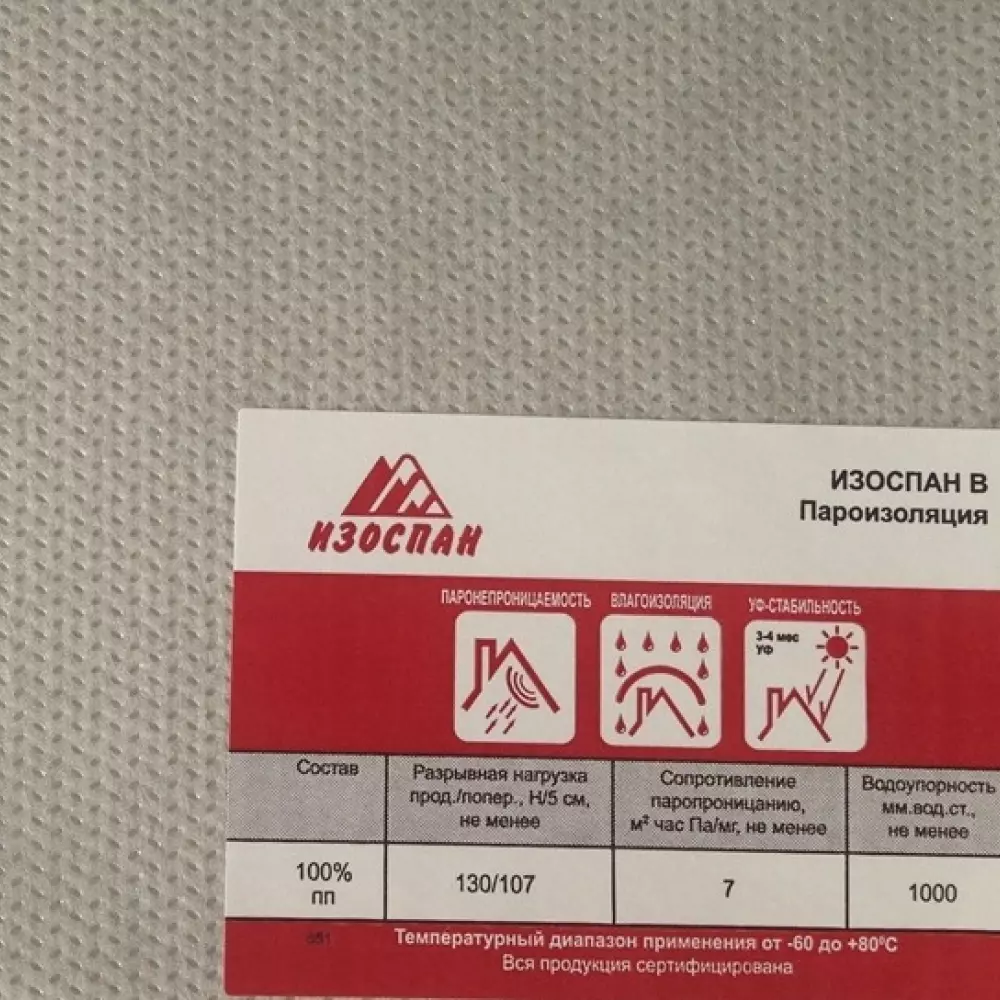 ИЗОСПАН
ИЗОСПАН В
Пароизоляция
ПАРОНЕПРОНИЦАЕМОСТЬ
ВЛАГОИЗОЛЯЦИЯ
УФ-СТАБИЛЬНОСТЬ
3-4 мес
УФ
Состав
Разрывная нагрузка
прод./попер., Н/5 см,
не менее
Сопротивление
паропроницанию,
м² час Па/мг, не менее
Водоупорность
мм.вод.ст.,
не менее
100%
пп
130/107
7
1000
Температурный диапазон применения от -60 до +80⁰С
Вся продукция сертифицирована